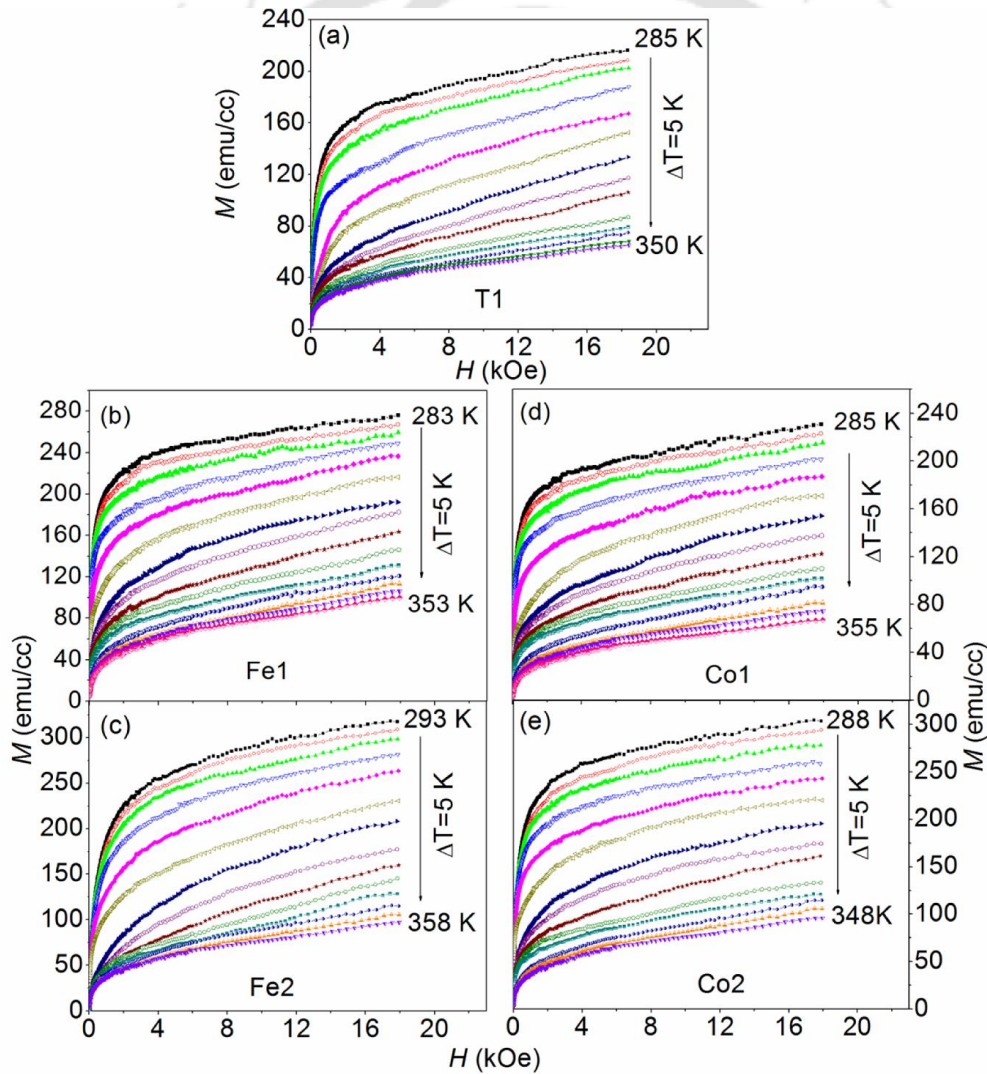 (a)
240
200
160
120
80
40
0
M (emu/cc)
285 K
ΔT=5 K
350 K
T1
0 4 8 12 16 20
H (kOe)
(b)
280
240
200
160
120
80
40
0
M (emu/cc)
283 K
ΔT=5 K
353 K
Fe1
(d)
285 K
ΔT=5 K
355 K
Co1
240
200
160
120
80
40
0
M (emu/cc)
(c)
300
250
200
150
100
50
0
M (emu/cc)
293 K
ΔT=5 K
358 K
Fe2
0 4 8 12 16 20
(e)
288 K
ΔT=5 K
348K
Co2
300
250
200
150
100
50
0
M (emu/cc)
0 4 8 12 16 20
H (kOe)